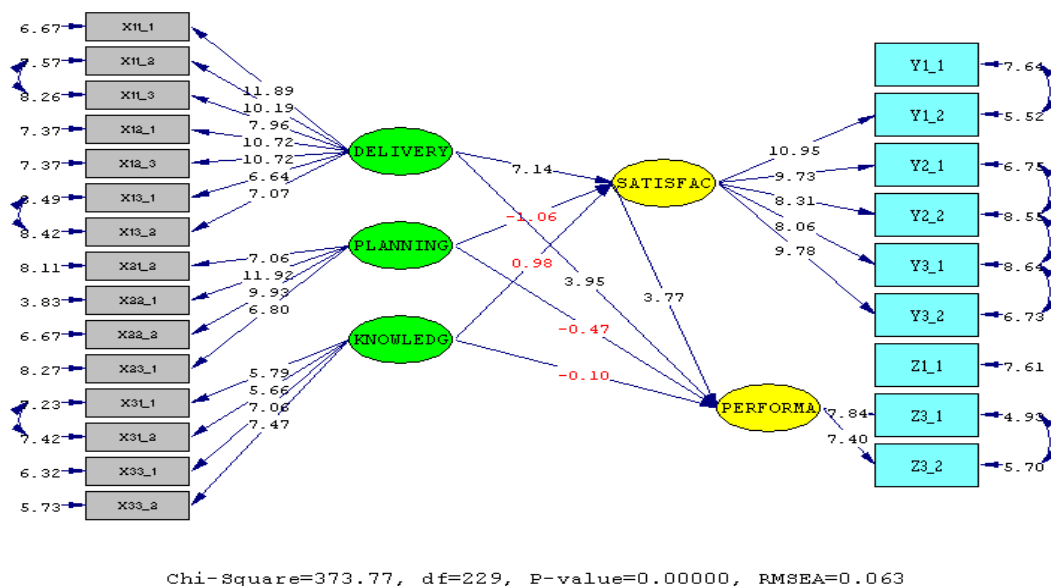 6.67 X11_1
7.57 X11_2
8.26 X11_3
7.37 X12_1
7.37 X12_3
8.49 X13_1
8.42 X13_2
8.11 X21_2
3.83 X22_1
6.67 X22_2
8.27 X23_1
7.23 X31_1
7.42 X31_2
6.32 X33_1
5.73 X33_2
11.89
10.19
7.96
10.72
10.72
6.64
7.07
7.06
11.92
9.93
6.80
5.79
5.66
7.06
7.47
DELIVERY
PLANNING
KNOWLEDG
7.14
-1.06
0.98
3.95
3.77
-0.47
-0.10
SATISFAC
PERFORMA
10.95
9.73
8.31
8.06
9.78
7.84
7.40
Y1_1 7.64
Y1_2 5.52
Y2_1 6.75
Y2_2 8.55
Y3_1 8.64
Y3_2 6.73
Z1_1 7.61
Z3_1 4.93
Z3_2 5.70
Chi-Square=373.77, df=229, P-value=0.00000, RMSEA=0.063